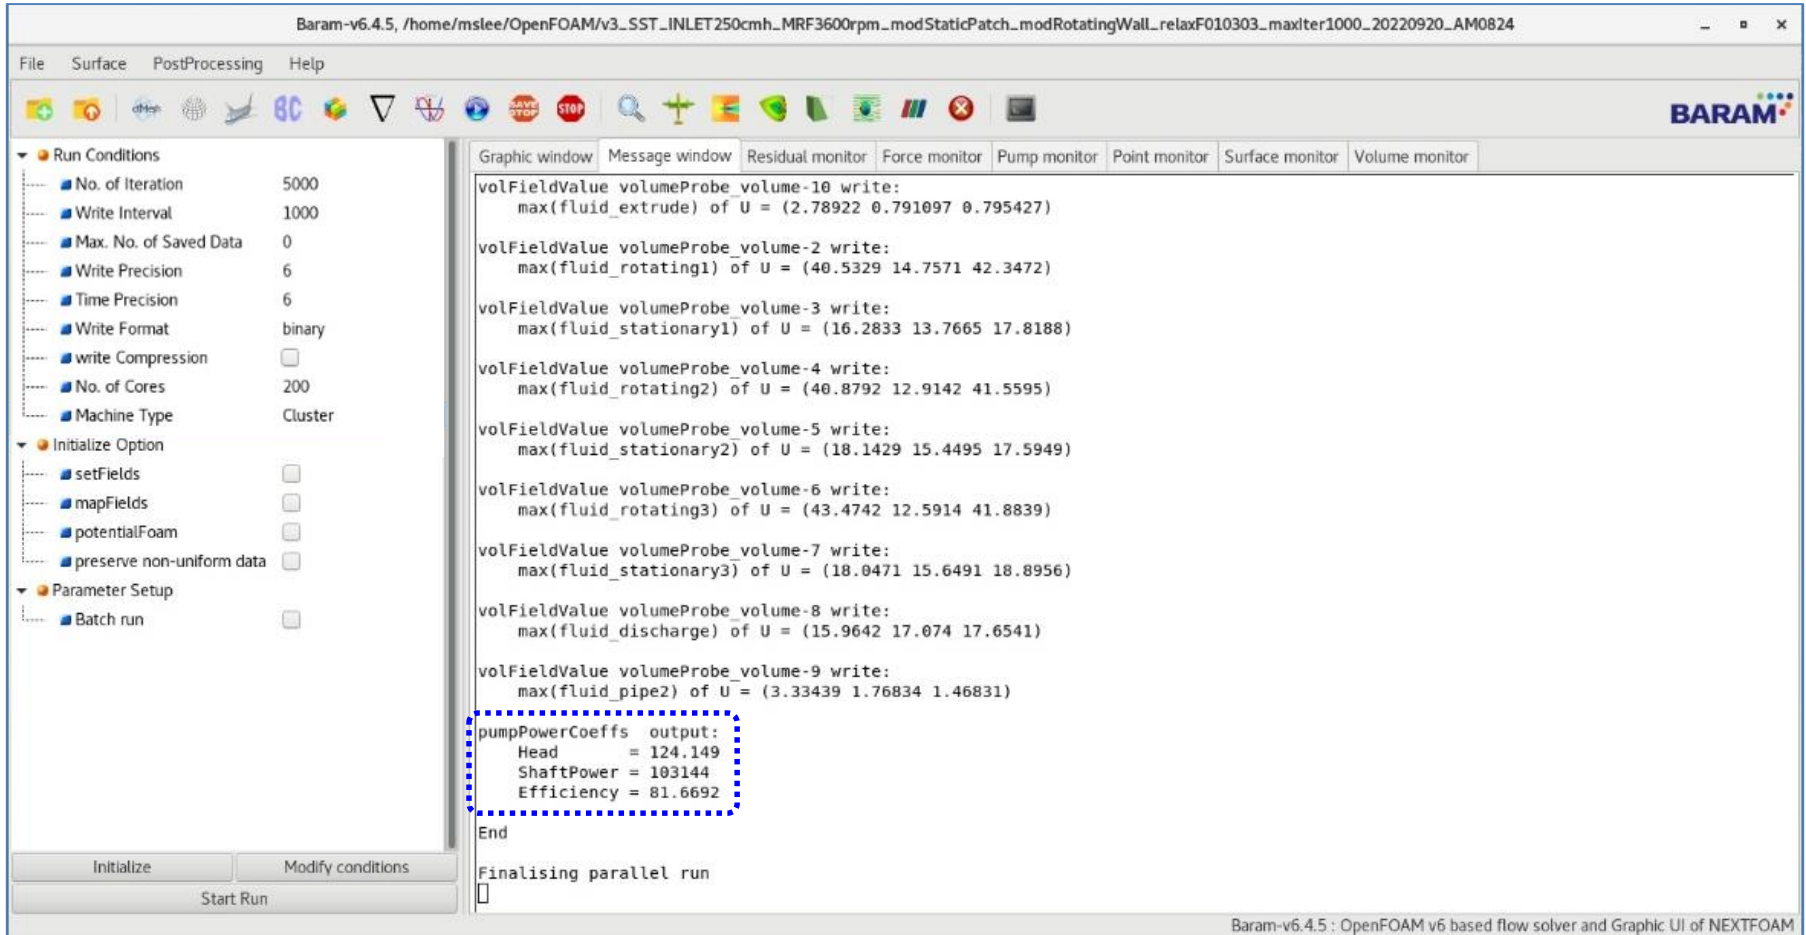 Baram-v6.4.5, /home/mslee/OpenFOAM/v3_SST_INLET250cmh_MRF3600rpm_modStaticPatch_modRotatingWall_relaxF010303_maxIter1000_20220920_AM0824
File Surface PostProcessing Help
dMesh BC SAVE STOP STOP BARAM
Run Conditions
No. of Iteration 5000
Write Interval 1000
Max. No. of Saved Data 0
Write Precision 6
Time Precision 6
Write Format binary
write Compression
No. of Cores 200
Machine Type Cluster
Initialize Option
setFields
mapFields
potentialFoam
preserve non-uniform data
Parameter Setup
Batch run
Initialize Modify conditions
Start Run
Graphic window Message window Residual monitor Force monitor Pump monitor Point monitor Surface monitor Volume monitor
volFieldValue volumeProbe_volume-10 write:
max(fluid_extrude) of U = (2.78922 0.791097 0.795427)
volFieldValue volumeProbe_volume-2 write:
max(fluid_rotating1) of U = (40.5329 14.7571 42.3472)
volFieldValue volumeProbe_volume-3 write:
max(fluid_stationary1) of U = (16.2833 13.7665 17.8188)
volFieldValue volumeProbe_volume-4 write:
max(fluid_rotating2) of U = (40.8792 12.9142 41.5595)
volFieldValue volumeProbe_volume-5 write:
max(fluid_stationary2) of U = (18.1429 15.4495 17.5949)
volFieldValue volumeProbe_volume-6 write:
max(fluid_rotating3) of U = (43.4742 12.5914 41.8839)
volFieldValue volumeProbe_volume-7 write:
max(fluid_stationary3) of U = (18.0471 15.6491 18.8956)
volFieldValue volumeProbe_volume-8 write:
max(fluid_discharge) of U = (15.9642 17.074 17.6541)
volFieldValue volumeProbe_volume-9 write:
max(fluid_pipe2) of U = (3.33439 1.76834 1.46831)
pumpPowerCoeffs output:
Head = 124.149
ShaftPower = 103144
Efficiency = 81.6692
End
Finalising parallel run
Baram-v6.4.5 : OpenFOAM v6 based flow solver and Graphic UI of NEXTFOAM